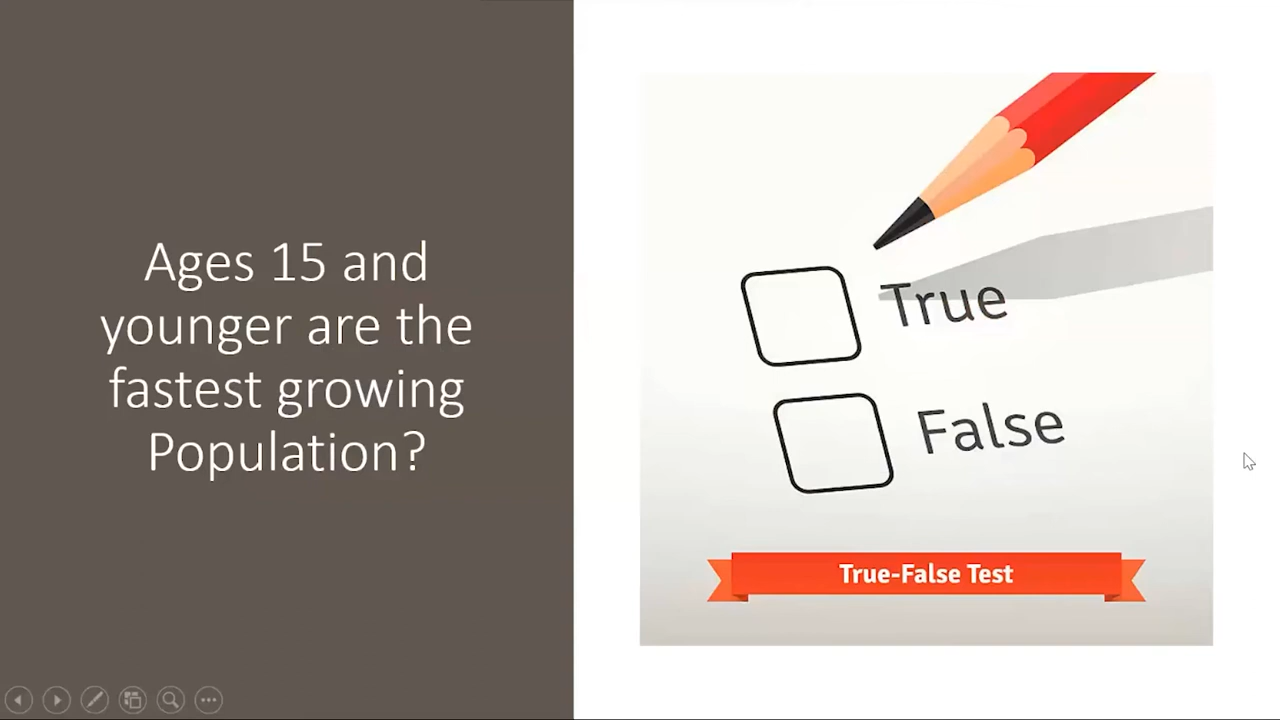 Ages 15 and
younger are the
fastest growing
Population?
True
False
True-False Test